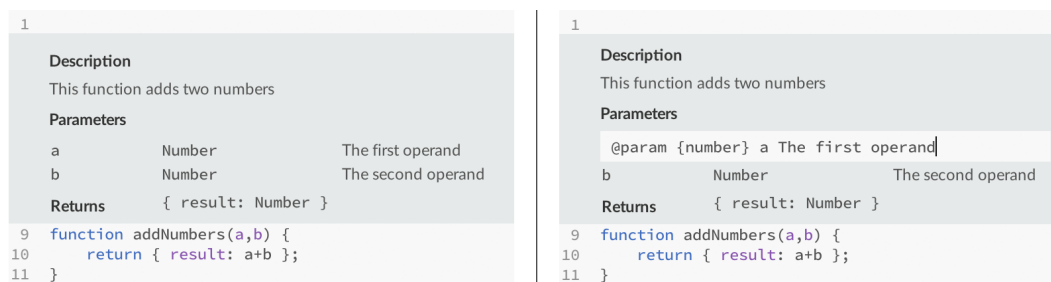 1
Description
This function adds two numbers
Parameters
a Number The first operand
b Number The second operand
Returns { result: Number }
9 function addNumbers(a,b) {
10 return { result: a+b };
11 }
1
Description
This function adds two numbers
Parameters
@param {number} a The first operand
b Number The second operand
Returns { result: Number }
9 function addNumbers(a,b) {
10 return { result: a+b };
11 }